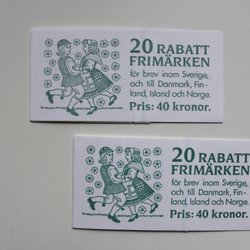 20 RABATT
FRIMÄRKEN
för brev inom Sverige,
och till Danmark, Fin-
land, Island och Norge.
Pris: 40 kronor.
20 RABATT
FRIMÄRKEN
för brev inom Sverige,
och till Danmark, Fin-
land, Island och Norge.
Pris: 40 kronor.